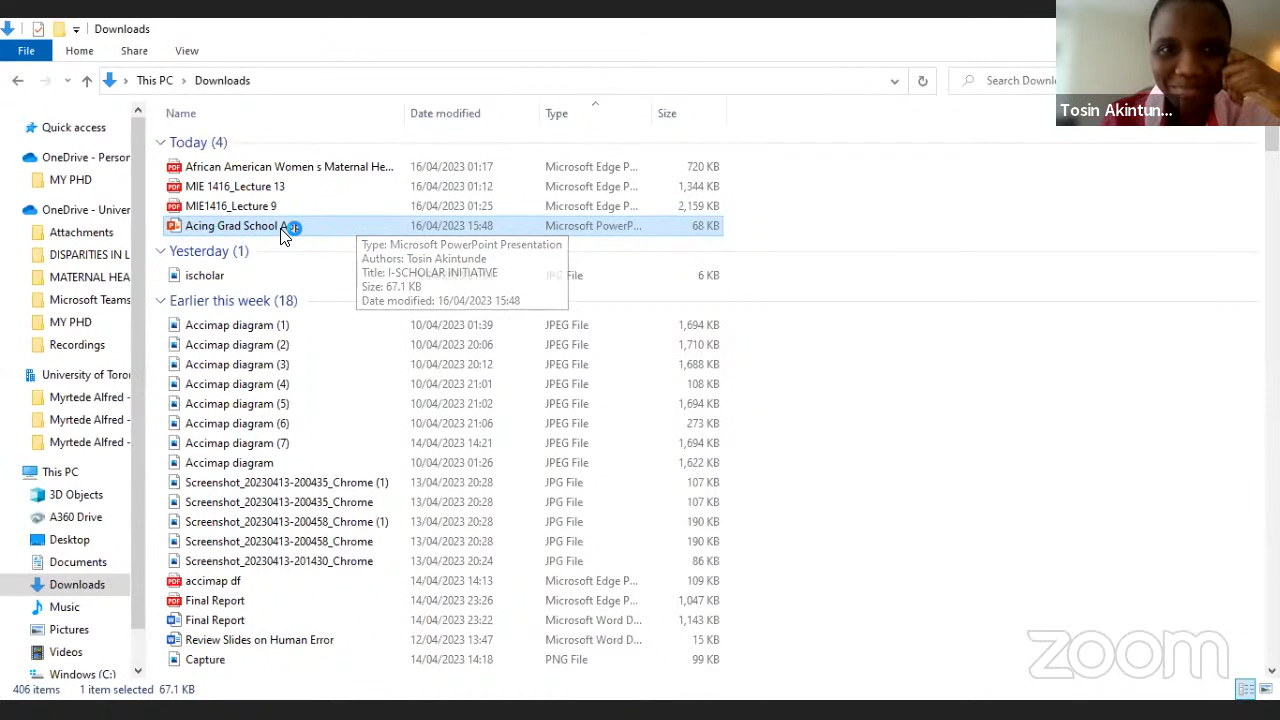 Downloads
File Home Share View
This PC Downloads
Search Downl
Tosin Akintun...
Name Date modified Type Size
Quick access
OneDrive - Person
MY PHD
OneDrive - Univer
Attachments
DISPARITIES IN L
MATERNAL HEA
Microsoft Teams
MY PHD
Recordings
University of Toro
Myrtede Alfred -
Myrtede Alfred -
Myrtede Alfred -
This PC
3D Objects
A360 Drive
Desktop
Documents
Downloads
Music
Pictures
Videos
Windows (C:)
Today (4)
African American Women s Maternal He... 16/04/2023 01:17 Microsoft Edge P... 720 KB
MIE 1416_Lecture 13 16/04/2023 01:12 Microsoft Edge P... 1,344 KB
MIE1416_Lecture 9 16/04/2023 01:25 Microsoft Edge P... 2,159 KB
Acing Grad School 16/04/2023 15:48 Microsoft PowerP... 68 KB
Type: Microsoft PowerPoint Presentation
Authors: Tosin Akintunde
Title: I-SCHOLAR INITIATIVE
Size: 67.1 KB
Date modified: 16/04/2023 15:48
Yesterday (1)
ischolar File 6 KB
Earlier this week (18)
Accimap diagram (1) 10/04/2023 01:39 JPEG File 1,694 KB
Accimap diagram (2) 10/04/2023 20:06 JPEG File 1,710 KB
Accimap diagram (3) 10/04/2023 20:12 JPEG File 1,688 KB
Accimap diagram (4) 10/04/2023 21:01 JPEG File 108 KB
Accimap diagram (5) 10/04/2023 21:02 JPEG File 1,694 KB
Accimap diagram (6) 10/04/2023 21:06 JPEG File 273 KB
Accimap diagram (7) 14/04/2023 14:21 JPEG File 1,694 KB
Accimap diagram 10/04/2023 01:26 JPEG File 1,622 KB
Screenshot_20230413-200435_Chrome (1) 13/04/2023 20:28 JPG File 107 KB
Screenshot_20230413-200435_Chrome 13/04/2023 20:28 JPG File 107 KB
Screenshot_20230413-200458_Chrome (1) 13/04/2023 20:28 JPG File 190 KB
Screenshot_20230413-200458_Chrome 13/04/2023 20:28 JPG File 190 KB
Screenshot_20230413-201430_Chrome 13/04/2023 20:24 JPG File 86 KB
accimap df 14/04/2023 14:13 Microsoft Edge P... 109 KB
Final Report 14/04/2023 23:26 Microsoft Edge P... 1,047 KB
Final Report 14/04/2023 23:22 Microsoft Word D... 1,143 KB
Review Slides on Human Error 12/04/2023 13:47 Microsoft Word D... 15 KB
Capture 14/04/2023 14:18 PNG File 99 KB
406 items 1 item selected 67.1 KB
zoom